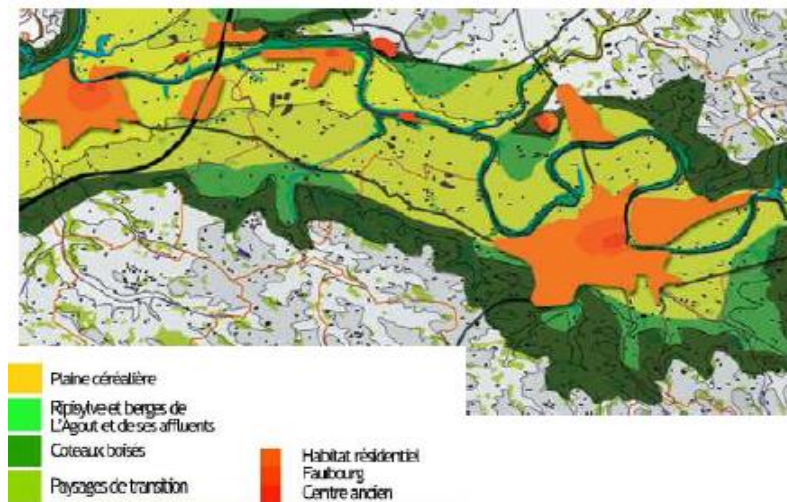 Plaine céréalière
Ripisylve et berges de
L'Agout et de ses affluents
Coteaux boisés
Paysages de transition
Habitat résidentiel
Faubourg
Centre ancien